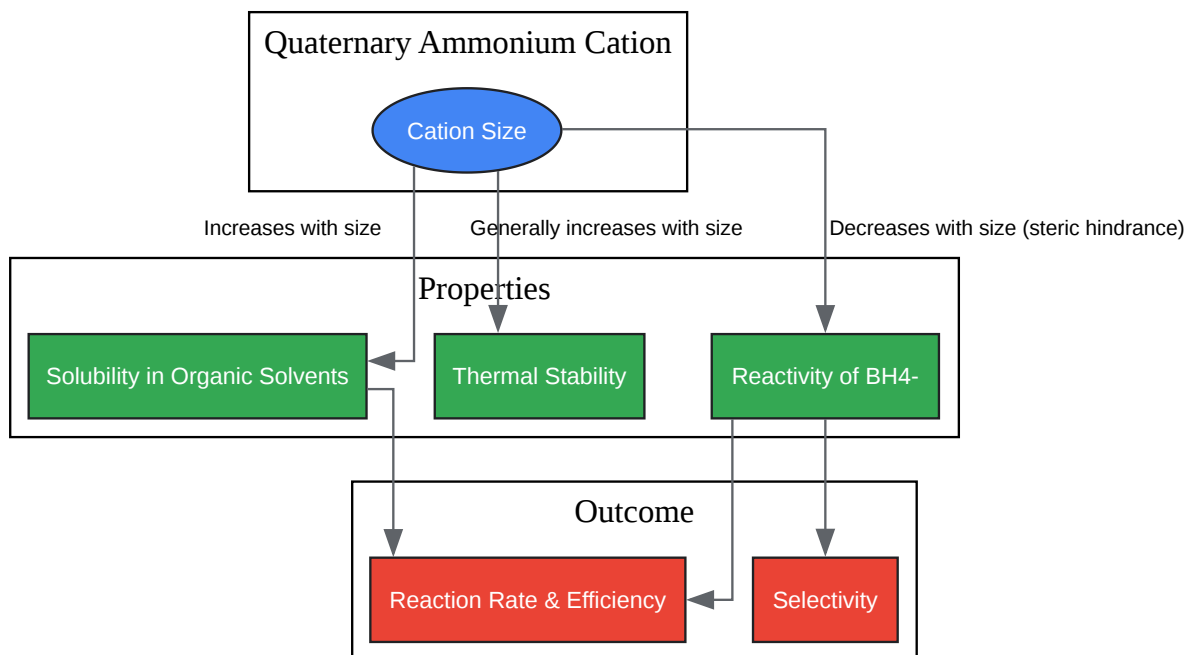 Quaternary Ammonium Cation
Cation Size
Increases with size
Generally increases with size
Decreases with size (steric hindrance)
Properties
Solubility in Organic Solvents
Thermal Stability
Reactivity of BH4-
Outcome
Reaction Rate & Efficiency
Selectivity